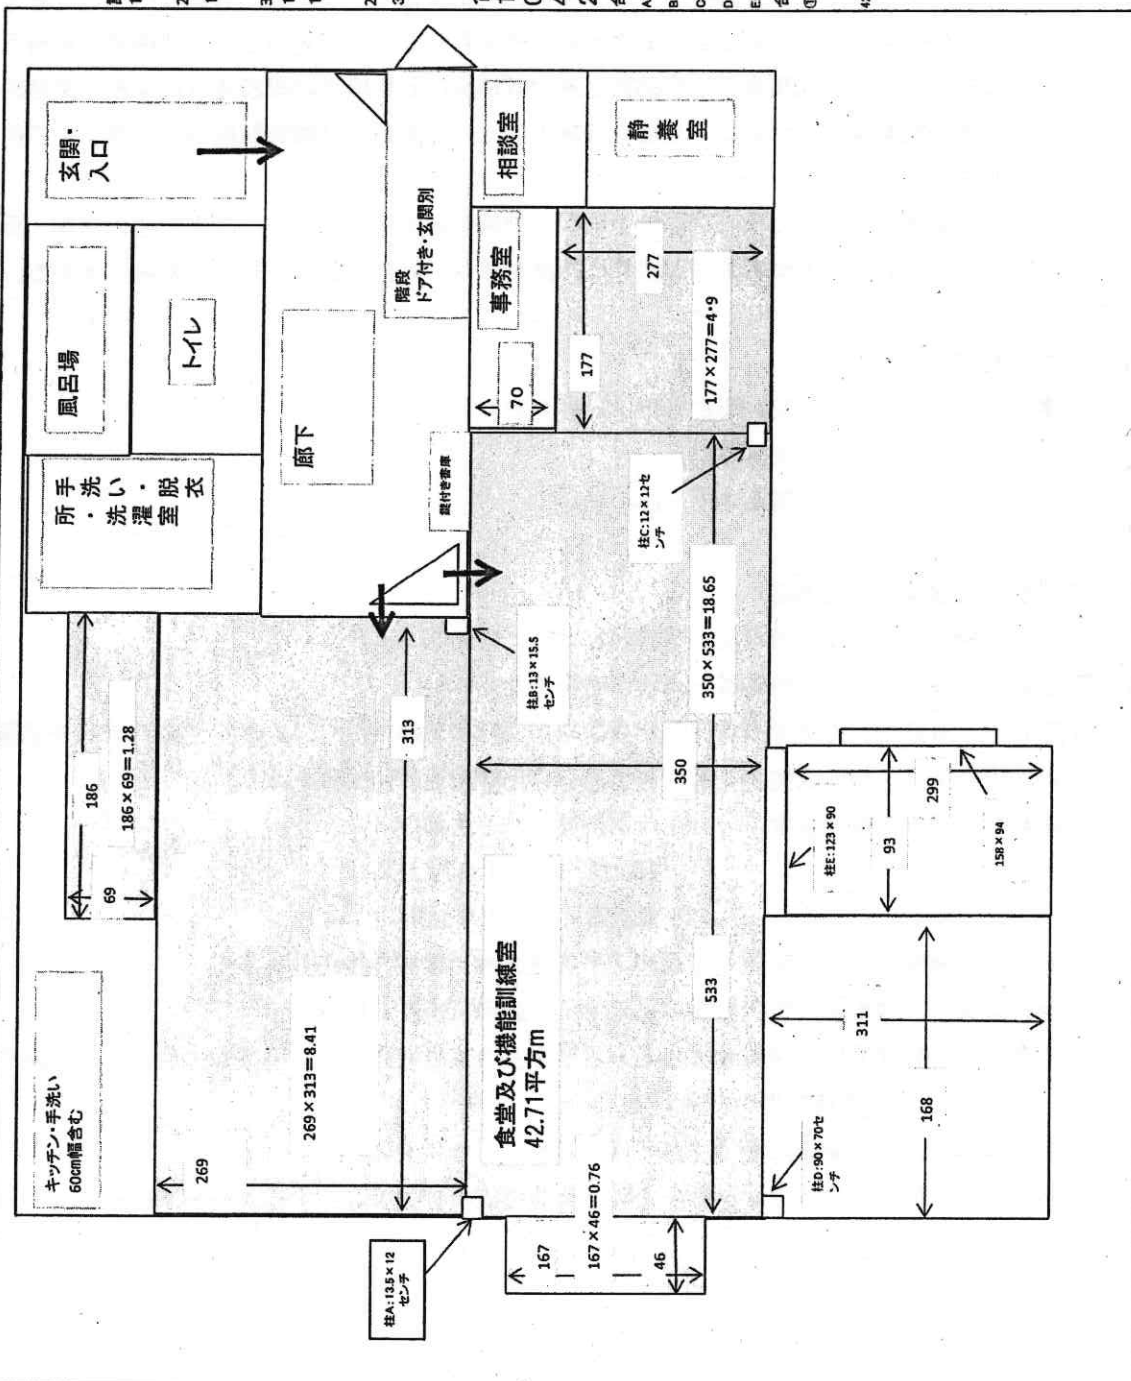 キッチン・手洗い
60cm幅含む
69
186
186×69＝1.28
所手洗い・脱衣
・洗濯室
風呂場
トイレ
玄関・
入口
269
269×313＝8.41
313
廊下
階段
ドア付き・玄関別
鍵付き書庫
柱A:13.5×12
センチ
柱B:13×15.5
センチ
食堂及び機能訓練室
42.71平方m
167
167×46＝0.76
46
350
350×533＝18.65
533
柱C:12×12セ
ンチ
70
事務室
相談室
静養室
177
277
177×277＝4・9
柱D:90×70セ
ンチ
168
311
柱E:123×90
93
299
158×94